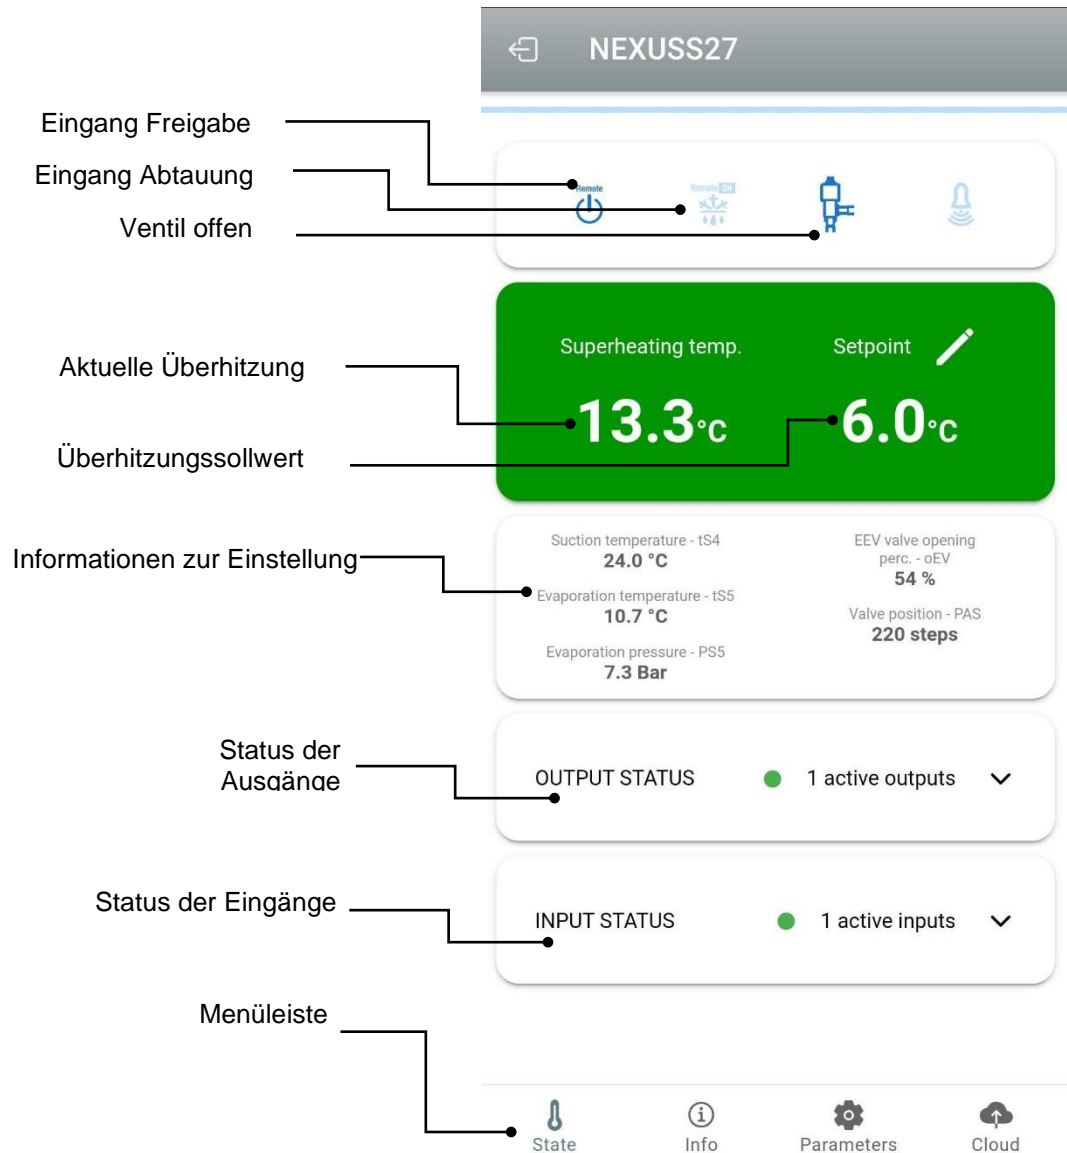 NEXUSS27
Eingang Freigabe
Eingang Abtauung
Ventil offen
Remote
Remote ON
Aktuelle Überhitzung
Überhitzungssollwert
Superheating temp.
Setpoint
13.3°C
6.0°C
Informationen zur Einstellung
Suction temperature - tS4
24.0 °C
Evaporation temperature - tS5
10.7 °C
Evaporation pressure - PS5
7.3 Bar
EEV valve opening
perc. - oEV
54 %
Valve position - PAS
220 steps
Status der
Ausgänge
OUTPUT STATUS
1 active outputs
Status der Eingänge
INPUT STATUS
1 active inputs
Menüleiste
State
Info
Parameters
Cloud